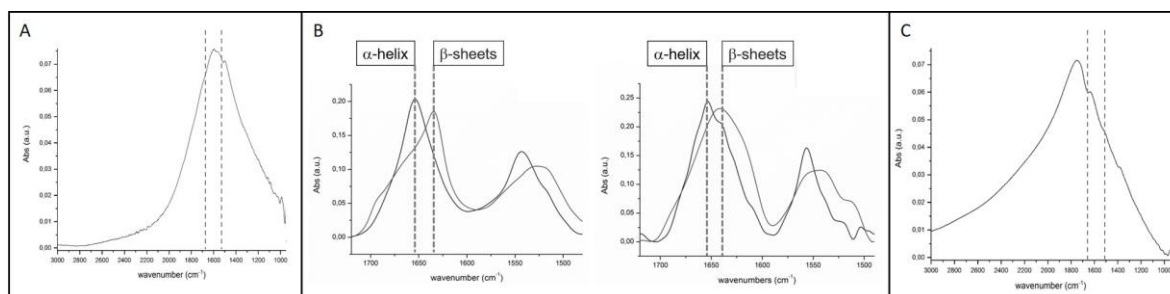 A
Abs (a.u.)
0,08
0,07
0,06
0,05
0,04
0,03
0,02
0,01
0,00
3000 2800 2600 2400 2200 2000 1800 1600 1400 1200 1000
wavenumber (cm⁻¹)
B
α-helix β-sheets
Abs (a.u.)
0,20
0,15
0,10
0,05
0,00
1700 1650 1600 1550 1500
wavenumber (cm⁻¹)
α-helix β-sheets
Abs (a.u.)
0,25
0,20
0,15
0,10
0,05
0,00
1700 1650 1600 1550 1500
wavenumbers (cm⁻¹)
C
Abs (a.u.)
0,08
0,07
0,06
0,05
0,04
0,03
0,02
0,01
0,00
3000 2800 2600 2400 2200 2000 1800 1600 1400 1200 1000
wavenumber (cm⁻¹)